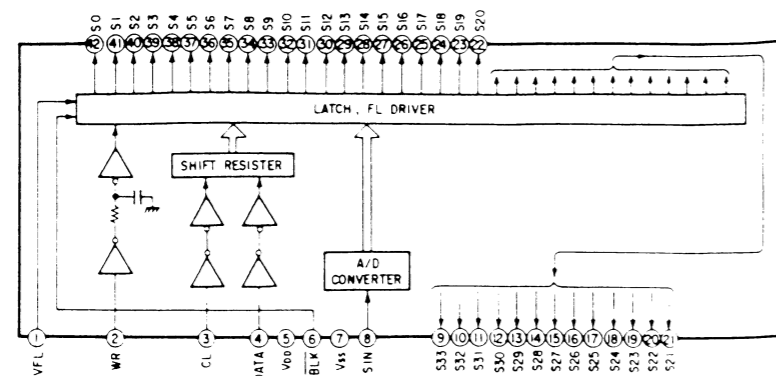 S0 S1 S2 S3 S4 S5 S6 S7 S8 S9 S10 S11 S12 S13 S14 S15 S16 S17 S18 S19 S20
42 41 40 39 38 37 36 35 34 33 32 31 30 29 28 27 26 25 24 23 22
LATCH, FL DRIVER
SHIFT RESISTER
A/D
CONVERTER
1 2 3 4 5 6 7 8 9 10 11 12 13 14 15 16 17 18 19 20 21
VFL WR CL DATA VDD BLK VSS SIN S33 S32 S31 S30 S29 S28 S27 S26 S25 S24 S23 S22 S21